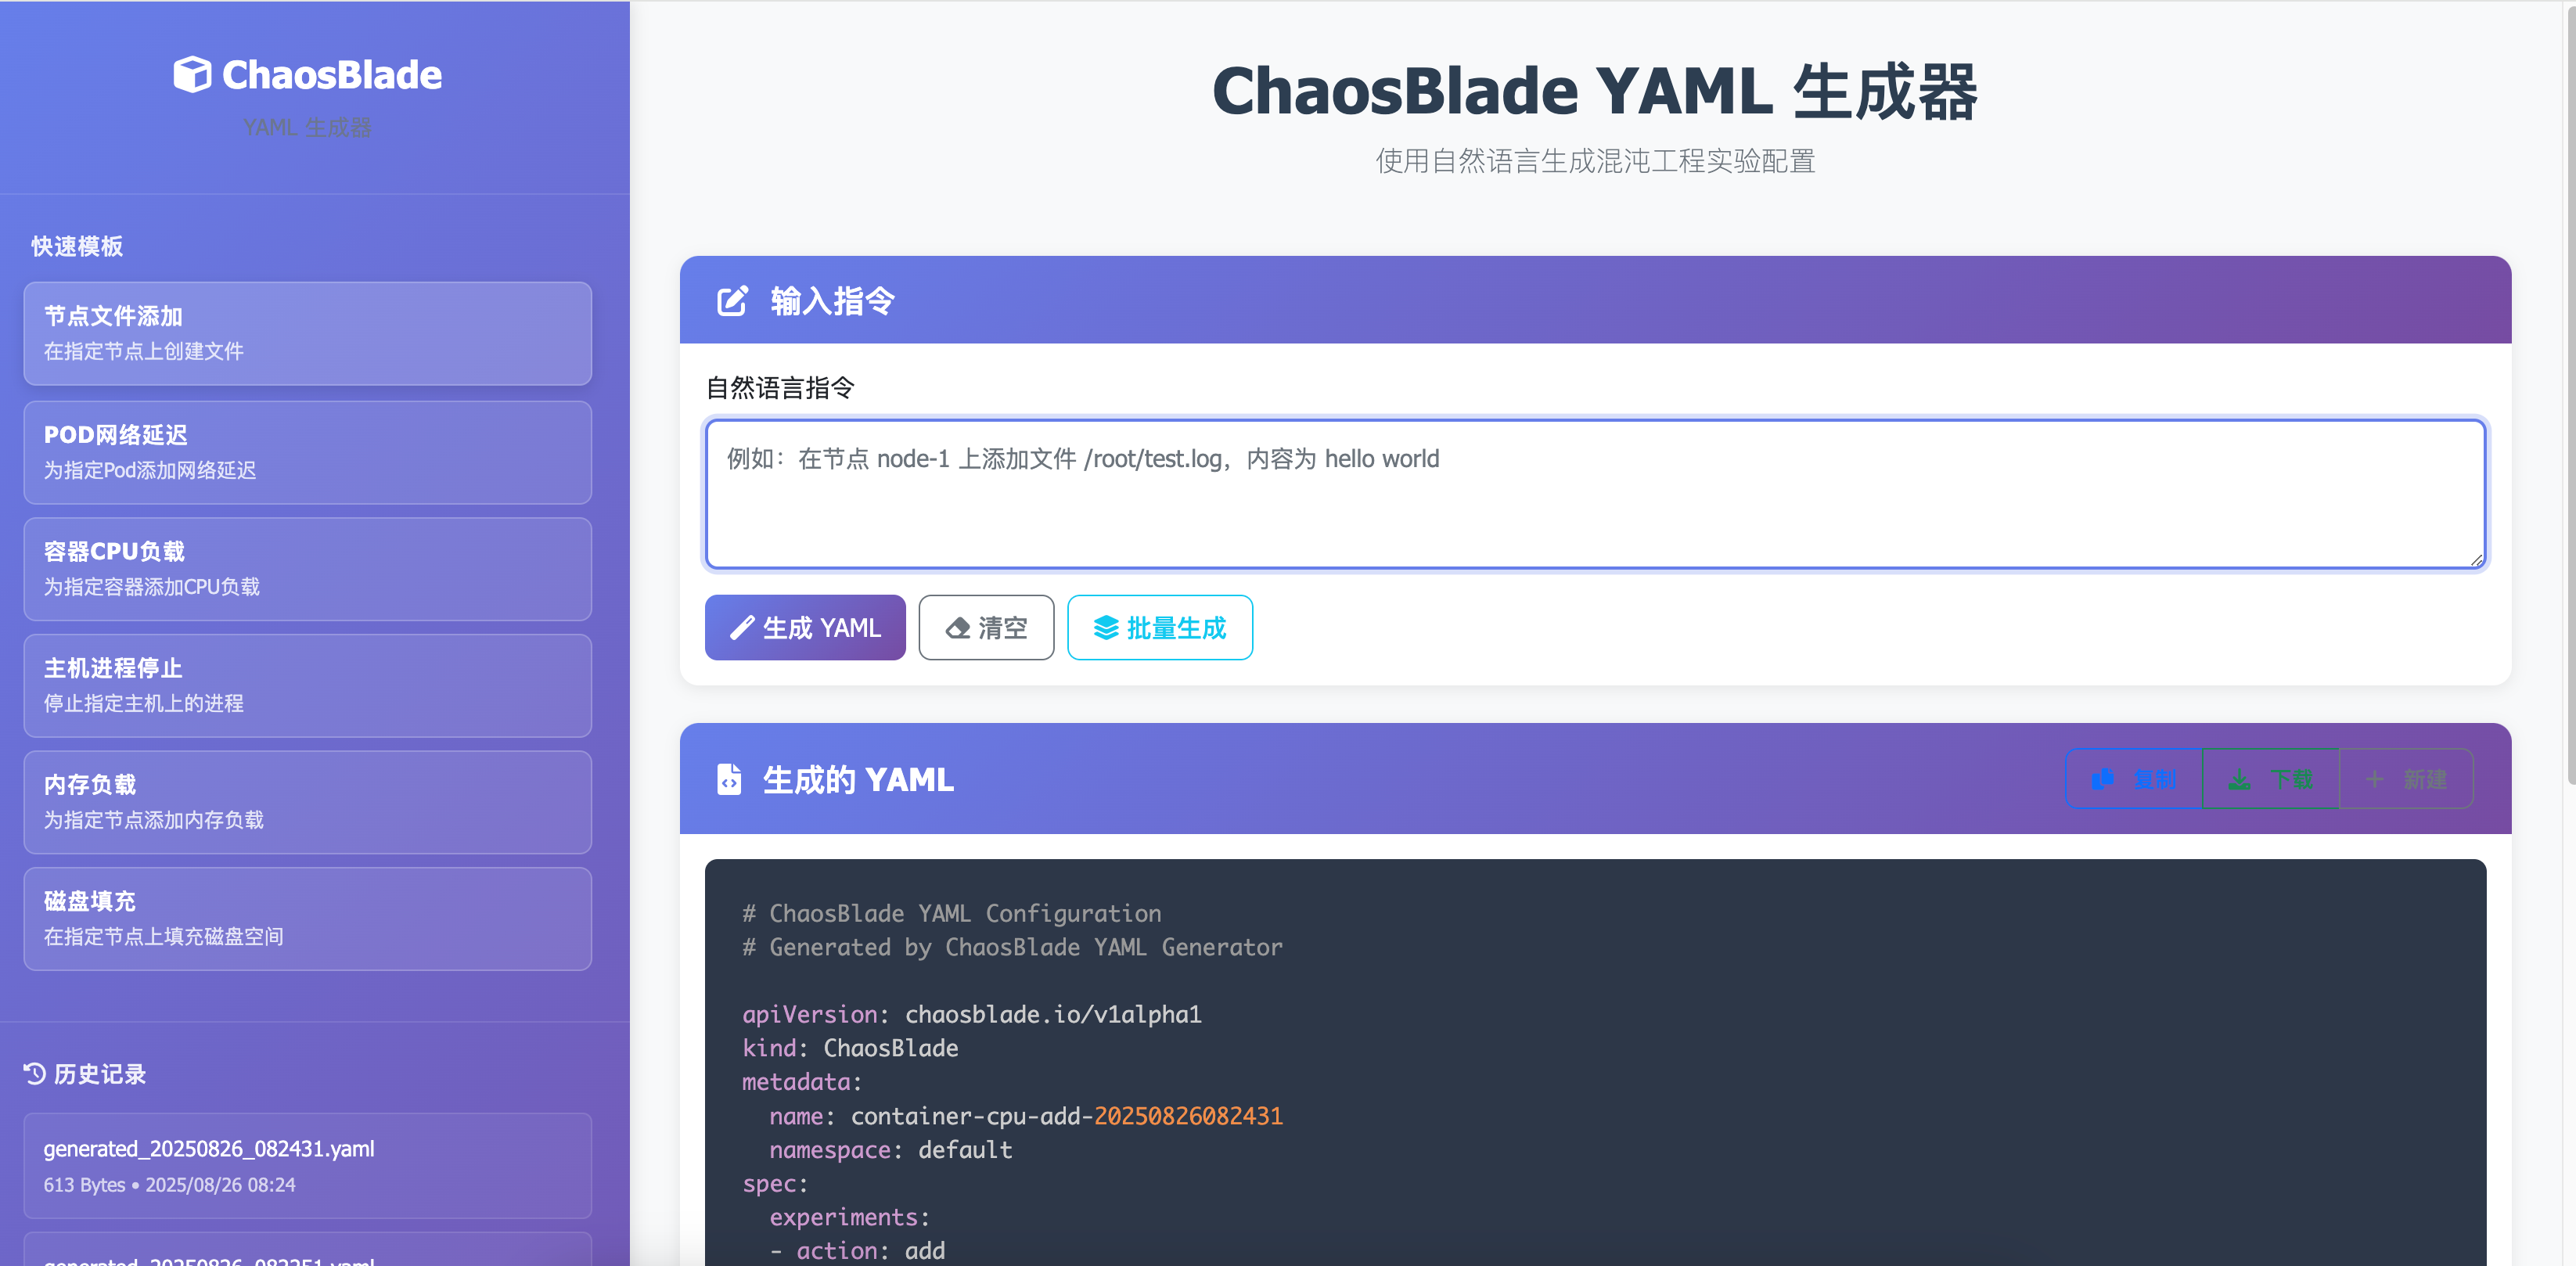 ChaosBlade
YAML 生成器
快速模板
节点文件添加
在指定节点上创建文件
POD网络延迟
为指定Pod添加网络延迟
容器CPU负载
为指定容器添加CPU负载
主机进程停止
停止指定主机上的进程
内存负载
为指定节点添加内存负载
磁盘填充
在指定节点上填充磁盘空间
历史记录
generated_20250826_082431.yaml
613 Bytes • 2025/08/26 08:24
generated_20250826_082251.yaml
ChaosBlade YAML 生成器
使用自然语言生成混沌工程实验配置
输入指令
自然语言指令
例如：在节点 node-1 上添加文件 /root/test.log，内容为 hello world
生成 YAML 清空 批量生成
生成的 YAML 复制 下载 新建
# ChaosBlade YAML Configuration
# Generated by ChaosBlade YAML Generator
apiVersion: chaosblade.io/v1alpha1
kind: ChaosBlade
metadata:
  name: container-cpu-add-20250826082431
  namespace: default
spec:
  experiments:
  - action: add